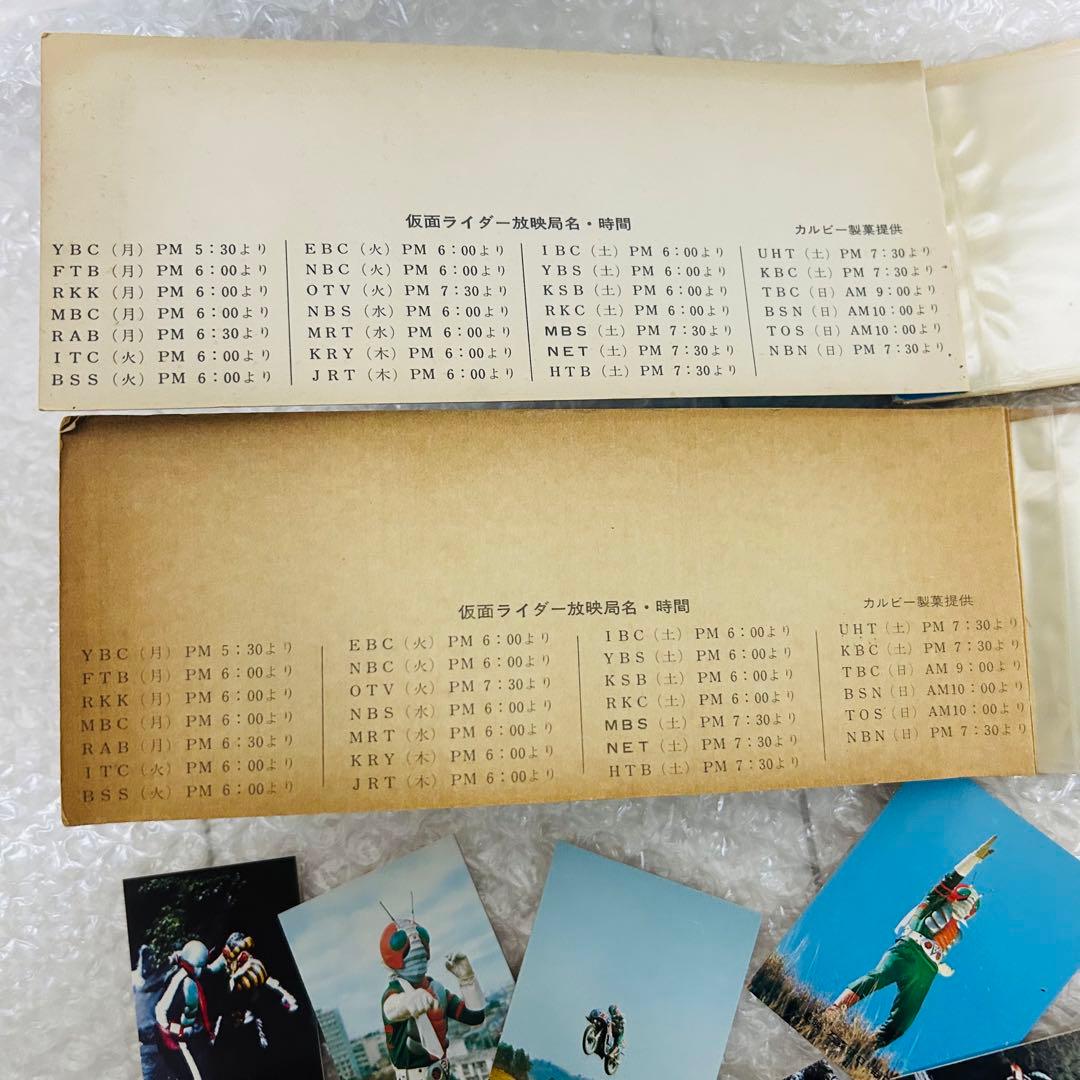 仮面ライダー放映局名・時間
カルビー製菓提供
YBC(月)PM 5:30より
FTB(月)PM 6:00より
RKK(月)PM 6:00より
MBC(月)PM 6:00より
RAB(月)PM 6:30より
ITC(火)PM 6:00より
BSS(火)PM 6:00より
EBC(火)PM 6:00より
NBC(火)PM 6:00より
OTV(火)PM 7:30より
NBS(水)PM 6:00より
MRT(水)PM 6:00より
KRY(木)PM 6:00より
JRT(木)PM 6:00より
IBC(土)PM 6:00より
YBS(土)PM 6:00より
KSB(土)PM 6:00より
RKC(土)PM 6:00より
MBS(土)PM 7:30より
NET(土)PM 7:30より
HTB(土)PM 7:30より
UHT(土)PM 7:30より
KBC(土)PM 7:30より
TBC(日)AM 9:00より
BSN(日)AM10:00より
TOS(日)AM10:00より
NBN(日)PM 7:30より
仮面ライダー放映局名・時間
カルビー製菓提供
YBC(月)PM 5:30より
FTB(月)PM 6:00より
RKK(月)PM 6:00より
MBC(月)PM 6:00より
RAB(月)PM 6:30より
ITC(火)PM 6:00より
BSS(火)PM 6:00より
EBC(火)PM 6:00より
NBC(火)PM 6:00より
OTV(火)PM 7:30より
NBS(水)PM 6:00より
MRT(水)PM 6:00より
KRY(木)PM 6:00より
JRT(木)PM 6:00より
IBC(土)PM 6:00より
YBS(土)PM 6:00より
KSB(土)PM 6:00より
RKC(土)PM 6:00より
MBS(土)PM 7:30より
NET(土)PM 7:30より
HTB(土)PM 7:30より
UHT(土)PM 7:30より
KBC(土)PM 7:30より
TBC(日)AM 9:00より
BSN(日)AM10:00より
TOS(日)AM10:00より
NBN(日)PM 7:30より